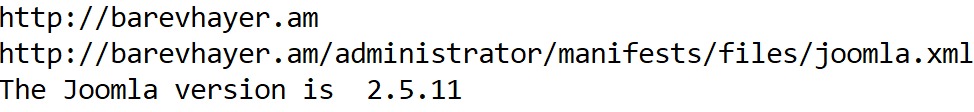 http://barevhayer.am
http://barevhayer.am/administrator/manifests/files/joomla.xml
The Joomla version is  2.5.11